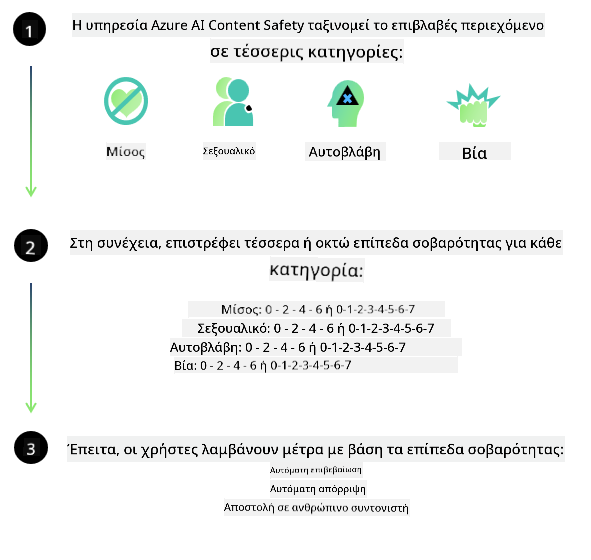 1
Η υπηρεσία Azure AI Content Safety ταξινομεί το επιβλαβές περιεχόμενο
σε τέσσερις κατηγορίες:
Μίσος Σεξουαλικό Αυτοβλάβη Βία
2
Στη συνέχεια, επιστρέφει τέσσερα ή οκτώ επίπεδα σοβαρότητας για κάθε
κατηγορία:
Μίσος: 0 - 2 - 4 - 6 ή 0-1-2-3-4-5-6-7
Σεξουαλικό: 0 - 2 - 4 - 6 ή 0-1-2-3-4-5-6-7
Αυτοβλάβη: 0 - 2 - 4 - 6 ή 0-1-2-3-4-5-6-7
Βία: 0 - 2 - 4 - 6 ή 0-1-2-3-4-5-6-7
3
Έπειτα, οι χρήστες λαμβάνουν μέτρα με βάση τα επίπεδα σοβαρότητας:
Αυτόματη επιβεβαίωση
Αυτόματη απόρριψη
Αποστολή σε ανθρώπινο συντονιστή